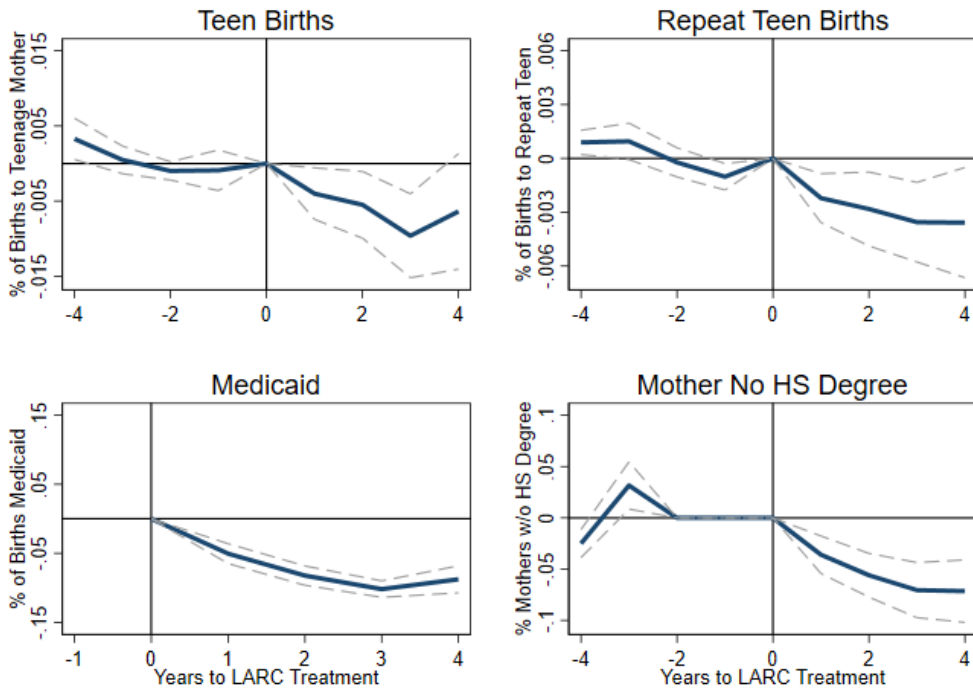 Teen Births
% of Births to Teenage Mother
.015
.005
-.005
-.015
-4 -2 0 2 4
Repeat Teen Births
% of Births to Repeat Teen
.006
.003
0
-.003
-.006
-4 -2 0 2 4
Medicaid
% of Births Medicaid
.15
.05
-.05
-.15
-1 0 1 2 3 4
Years to LARC Treatment
Mother No HS Degree
% Mothers w/o HS Degree
.1
.05
0
-.05
-.1
-4 -2 0 2 4
Years to LARC Treatment